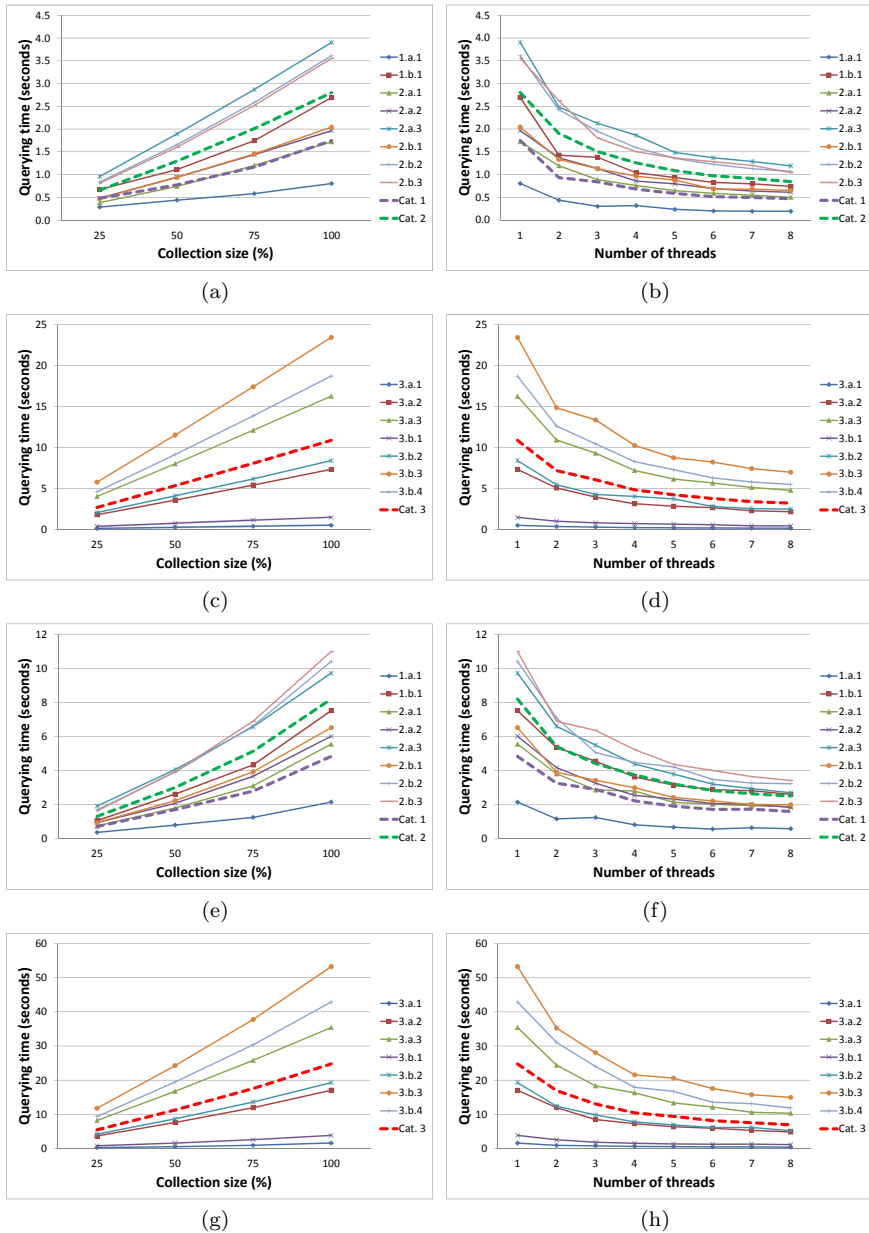 4.5
4.0
3.5
3.0
2.5
2.0
1.5
1.0
0.5
0.0
Querying time (seconds)
25 50 75 100
Collection size (%)
1.a.1
1.b.1
2.a.1
2.a.2
2.a.3
2.b.1
2.b.2
2.b.3
Cat. 1
Cat. 2
(a)
4.5
4.0
3.5
3.0
2.5
2.0
1.5
1.0
0.5
0.0
Querying time (seconds)
1 2 3 4 5 6 7 8
Number of threads
1.a.1
1.b.1
2.a.1
2.a.2
2.a.3
2.b.1
2.b.2
2.b.3
Cat. 1
Cat. 2
(b)
25
20
15
10
5
0
Querying time (seconds)
25 50 75 100
Collection size (%)
3.a.1
3.a.2
3.a.3
3.b.1
3.b.2
3.b.3
3.b.4
Cat. 3
(c)
25
20
15
10
5
0
Querying time (seconds)
1 2 3 4 5 6 7 8
Number of threads
3.a.1
3.a.2
3.a.3
3.b.1
3.b.2
3.b.3
3.b.4
Cat. 3
(d)
12
10
8
6
4
2
0
Querying time (seconds)
25 50 75 100
Collection size (%)
1.a.1
1.b.1
2.a.1
2.a.2
2.a.3
2.b.1
2.b.2
2.b.3
Cat. 1
Cat. 2
(e)
12
10
8
6
4
2
0
Querying time (seconds)
1 2 3 4 5 6 7 8
Number of threads
1.a.1
1.b.1
2.a.1
2.a.2
2.a.3
2.b.1
2.b.2
2.b.3
Cat. 1
Cat. 2
(f)
60
50
40
30
20
10
0
Querying time (seconds)
25 50 75 100
Collection size (%)
3.a.1
3.a.2
3.a.3
3.b.1
3.b.2
3.b.3
3.b.4
Cat. 3
(g)
60
50
40
30
20
10
0
Querying time (seconds)
1 2 3 4 5 6 7 8
Number of threads
3.a.1
3.a.2
3.a.3
3.b.1
3.b.2
3.b.3
3.b.4
Cat. 3
(h)